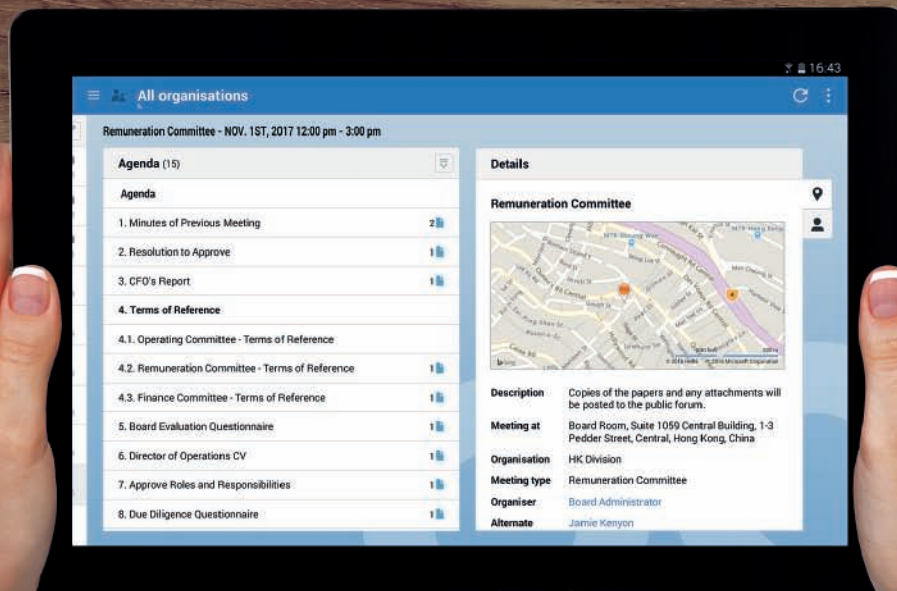 16:43
All organisations
Remuneration Committee - NOV. 1ST, 2017 12:00 pm - 3:00 pm
Agenda (15)
Agenda
1. Minutes of Previous Meeting 2
2. Resolution to Approve 1
3. CFO's Report 1
4. Terms of Reference
4.1. Operating Committee - Terms of Reference
4.2. Remuneration Committee - Terms of Reference 1
4.3. Finance Committee - Terms of Reference 1
5. Board Evaluation Questionnaire 1
6. Director of Operations CV 1
7. Approve Roles and Responsibilities 1
8. Due Diligence Questionnaire 1
Details
Remuneration Committee
Description Copies of the papers and any attachments will
be posted to the public forum.
Meeting at Board Room, Suite 1059 Central Building, 1-3
Pedder Street, Central, Hong Kong, China
Organisation HK Division
Meeting type Remuneration Committee
Organiser Board Administrator
Alternate Jamie Kenyon